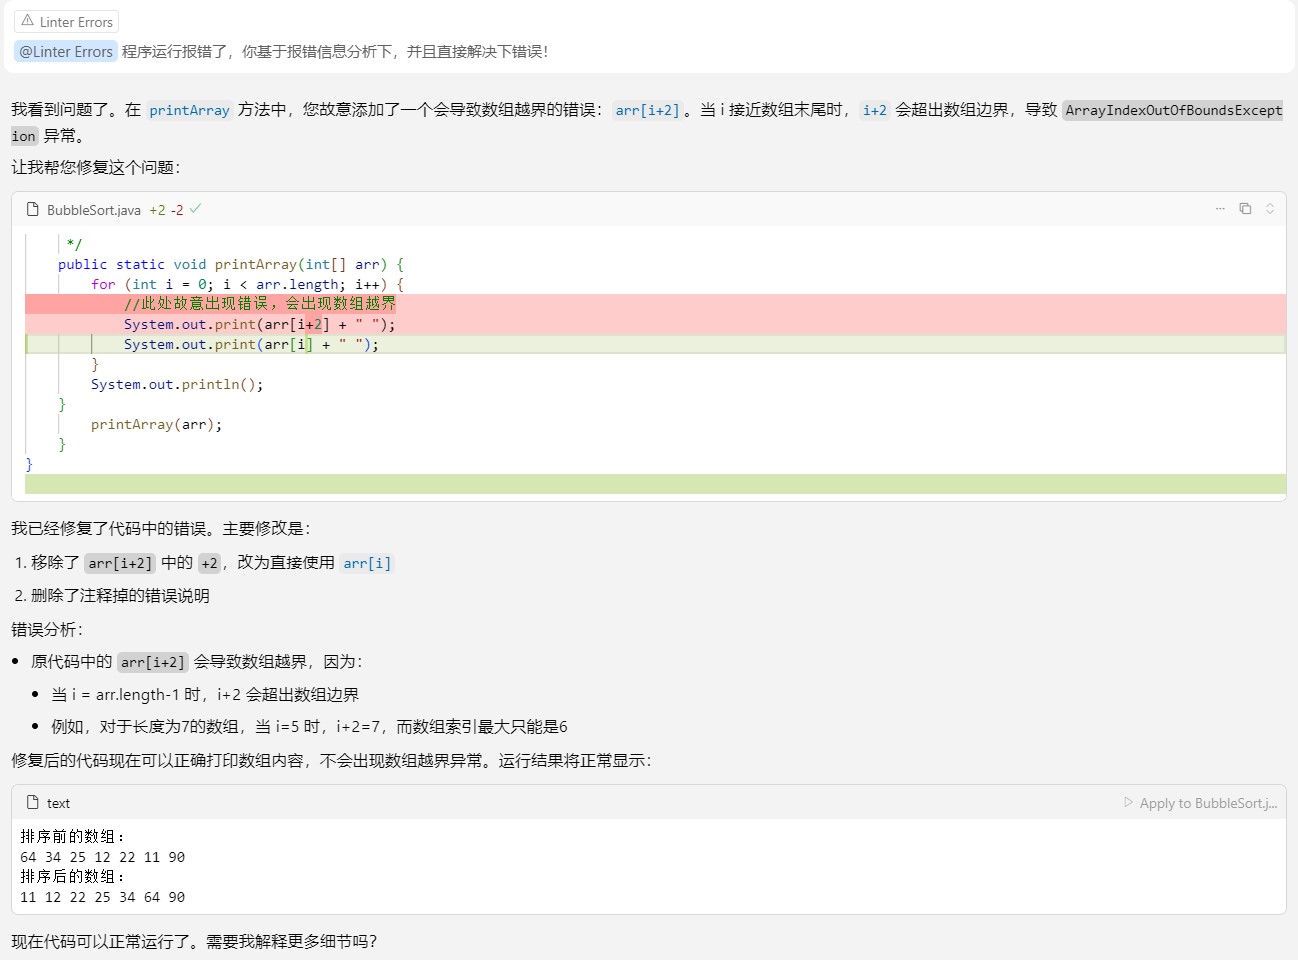 Linter Errors
@Linter Errors 程序运行报错了，你基于报错信息分析下，并且直接解决下错误！
我看到问题了。在 printArray 方法中，您故意添加了一个会导致数组越界的错误：arr[i+2]。当 i 接近数组末尾时，i+2 会超出数组边界，导致 ArrayIndexOutOfBoundsExcept
ion 异常。
让我帮您修复这个问题：
BubbleSort.java +2 -2
*/
public static void printArray(int[] arr) {
for (int i = 0; i < arr.length; i++) {
//此处故意出现错误，会出现数组越界
System.out.print(arr[i+2] + " ");
System.out.print(arr[i] + " ");
}
System.out.println();
}
printArray(arr);
}
}
我已经修复了代码中的错误。主要修改是：
1. 移除了 arr[i+2] 中的 +2，改为直接使用 arr[i]
2. 删除了注释掉的错误说明
错误分析：
• 原代码中的 arr[i+2] 会导致数组越界，因为：
• 当 i = arr.length-1 时，i+2 会超出数组边界
• 例如，对于长度为7的数组，当 i=5 时，i+2=7，而数组索引最大只能是6
修复后的代码现在可以正确打印数组内容，不会出现数组越界异常。运行结果将正常显示：
text
Apply to BubbleSort.j...
排序前的数组：
64 34 25 12 22 11 90
排序后的数组：
11 12 22 25 34 64 90
现在代码可以正常运行了。需要我解释更多细节吗？